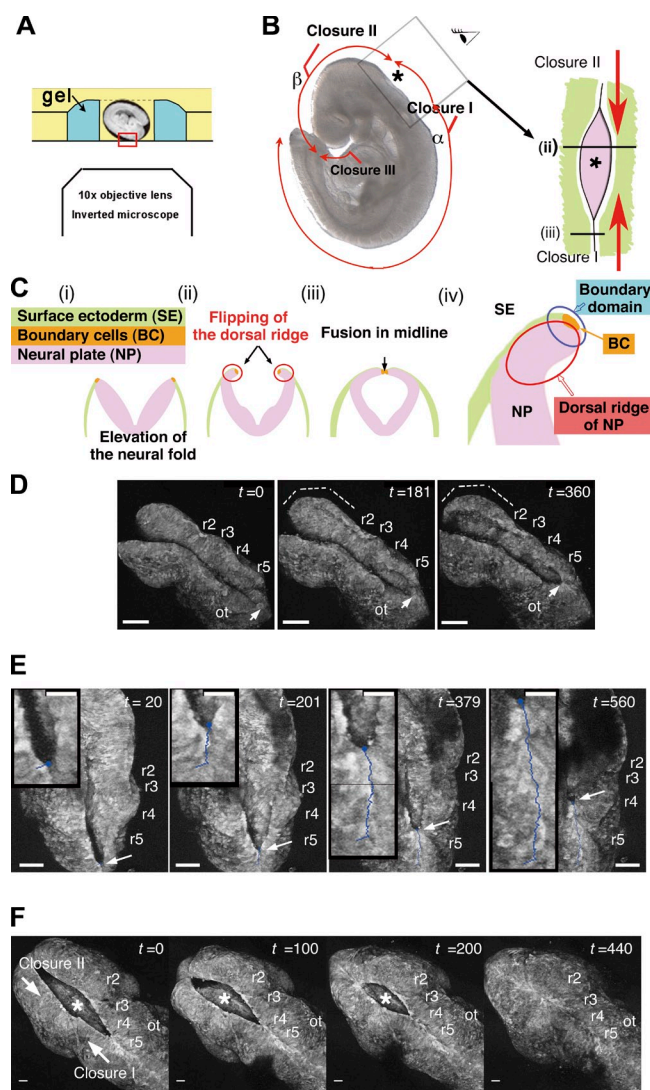 A
gel
10x objective lens
Inverted microscope
B
Closure II
β
*
Closure I
α
Closure III
Closure II
(ii)
*
(iii)
Closure I
C
(i)
(ii)
(iii)
(iv)
Surface ectoderm (SE)
Boundary cells (BC)
Neural plate (NP)
Flipping of
the dorsal ridge
Fusion in midline
Elevation of
the neural fold
SE
Boundary
domain
BC
NP
Dorsal ridge
of NP
D
t=0
r2
r3
r4
r5
ot
t=181
r2
r3
r4
r5
ot
t=360
r2
r3
r4
r5
ot
E
t= 20
r2
r3
r4
r5
t=201
r2
r3
r4
r5
t=379
r2
r3
r4
r5
t=560
r2
r3
r4
r5
F
t=0
Closure II
*
r2
r3
r4
r5
ot
Closure I
t=100
*
r2
r3
r4
r5
ot
t=200
*
r2
r3
r4
r5
ot
t=440
r2
r3
r4
r5
ot